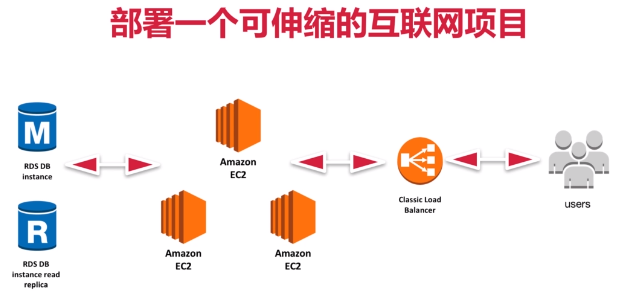 部署一个可伸缩的互联网项目
M
RDS DB
instance
R
RDS DB
instance read
replica
Amazon
EC2
Amazon
EC2
Amazon
EC2
Classic Load
Balancer
users